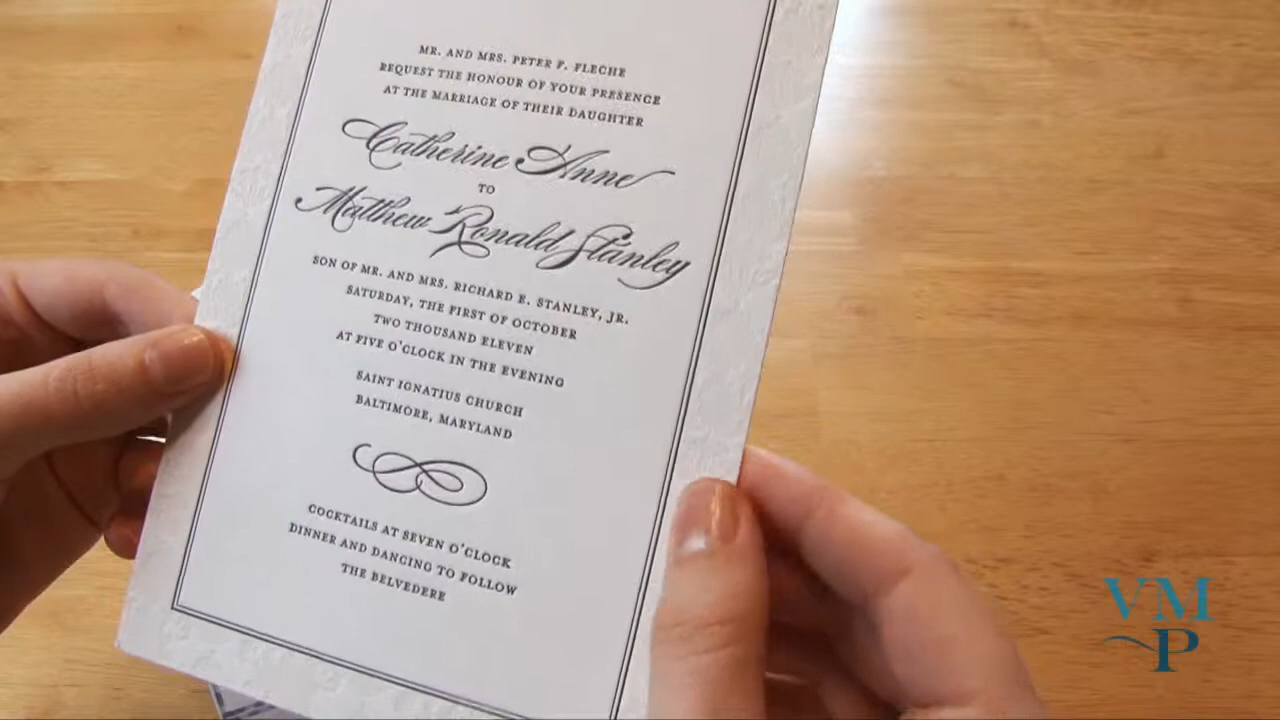 MR. AND MRS. PETER F. FLECHE
REQUEST THE HONOUR OF YOUR PRESENCE
AT THE MARRIAGE OF THEIR DAUGHTER
Catherine Anne
TO
Matthew Ronald Stanley
SON OF MR. AND MRS. RICHARD E. STANLEY, JR.
SATURDAY, THE FIRST OF OCTOBER
TWO THOUSAND ELEVEN
AT FIVE O'CLOCK IN THE EVENING
SAINT IGNATIUS CHURCH
BALTIMORE, MARYLAND
COCKTAILS AT SEVEN O'CLOCK
DINNER AND DANCING TO FOLLOW
THE BELVEDERE
VM
P